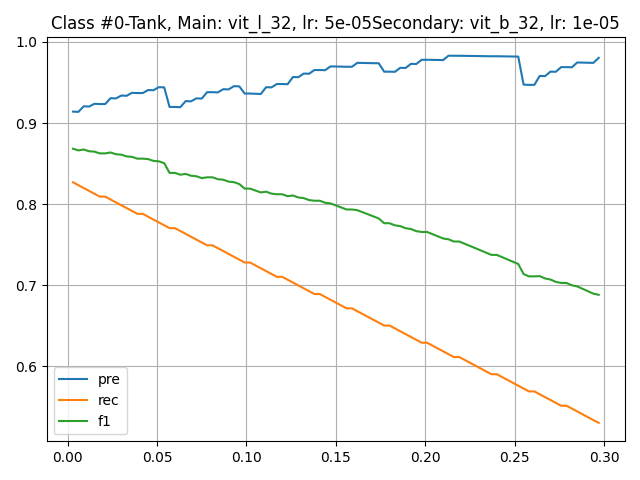 Class #0-Tank, Main: vit_l_32, lr: 5e-05Secondary: vit_b_32, lr: 1e-05
1.0
0.9
0.8
0.7
0.6
pre
rec
f1
0.00 0.05 0.10 0.15 0.20 0.25 0.30